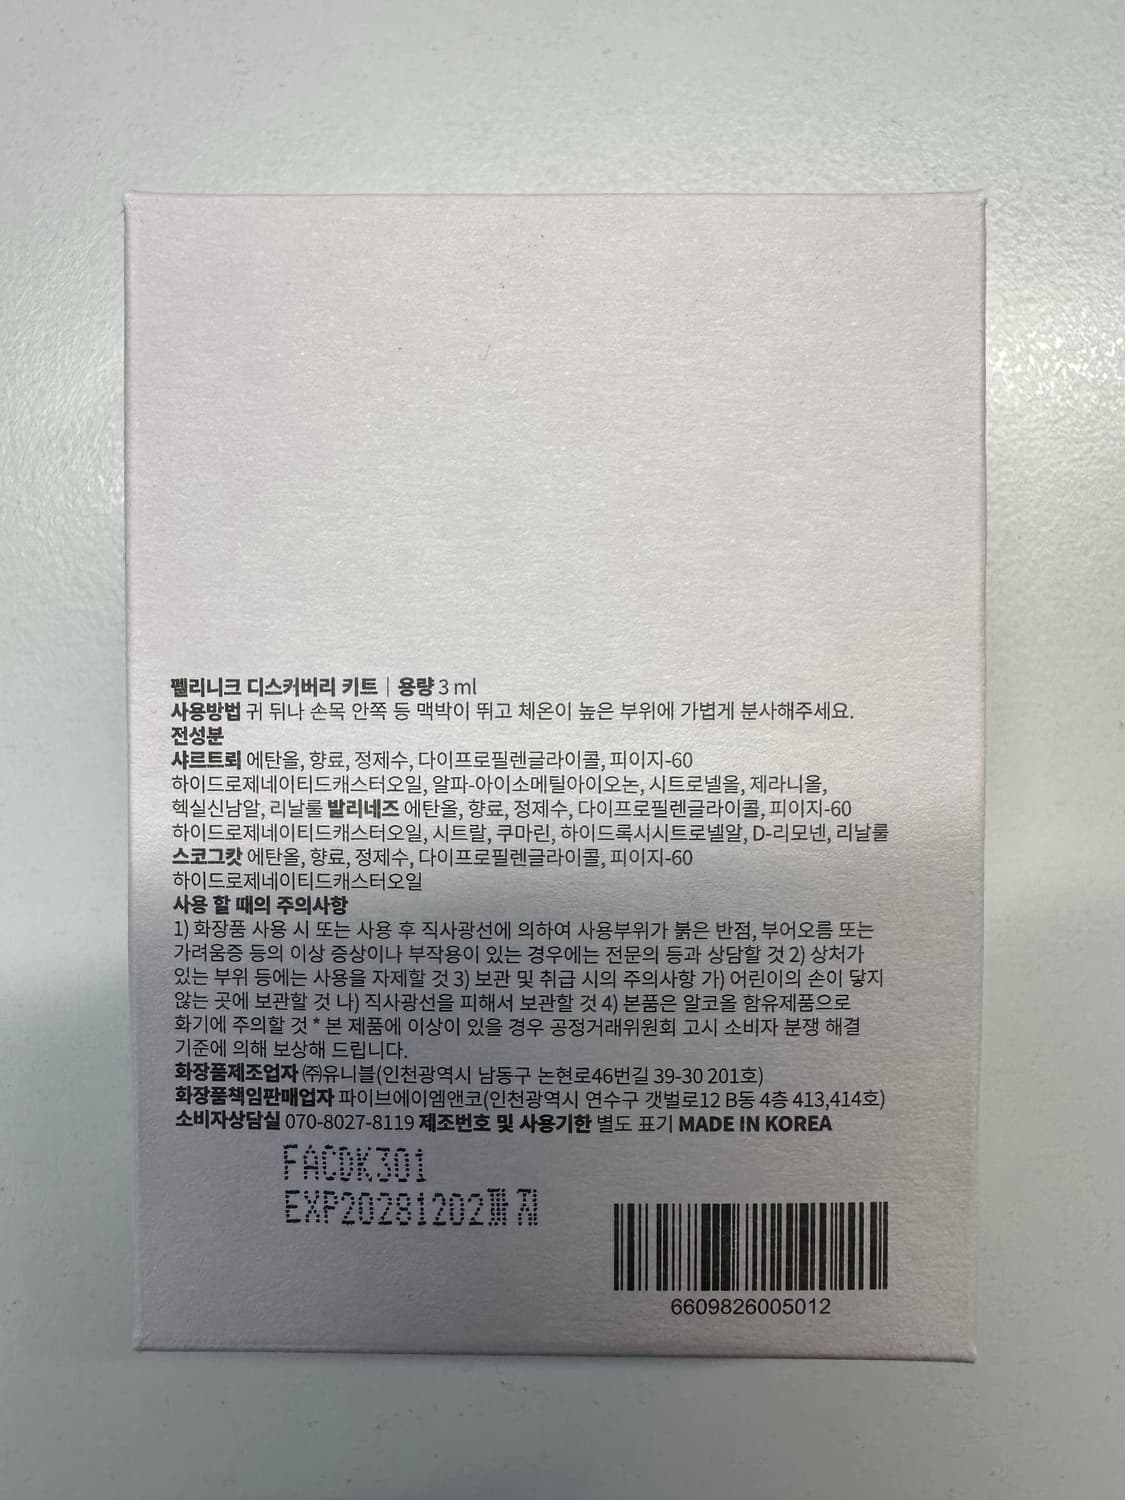 펠리니크 디스커버리 키트 | 용량 3 ml
사용방법 귀 뒤나 손목 안쪽 등 맥박이 뛰고 체온이 높은 부위에 가볍게 분사해주세요.
전성분
샤르트뢰 에탄올, 향료, 정제수, 다이프로필렌글라이콜, 피이지-60
하이드로제네이티드캐스터오일, 알파-아이소메틸아이오논, 시트로넬올, 제라니올,
헥실신남알, 리날룰 발리네즈 에탄올, 향료, 정제수, 다이프로필렌글라이콜, 피이지-60
하이드로제네이티드캐스터오일, 시트랄, 쿠마린, 하이드록시시트로넬알, D-리모넨, 리날룰
스코그캇 에탄올, 향료, 정제수, 다이프로필렌글라이콜, 피이지-60
하이드로제네이티드캐스터오일
사용 할 때의 주의사항
1) 화장품 사용 시 또는 사용 후 직사광선에 의하여 사용부위가 붉은 반점, 부어오름 또는
가려움증 등의 이상 증상이나 부작용이 있는 경우에는 전문의 등과 상담할 것 2) 상처가
있는 부위 등에는 사용을 자제할 것 3) 보관 및 취급 시의 주의사항 가) 어린이의 손이 닿지
않는 곳에 보관할 것 나) 직사광선을 피해서 보관할 것 4) 본품은 알코올 함유제품으로
화기에 주의할 것 * 본 제품에 이상이 있을 경우 공정거래위원회 고시 소비자 분쟁 해결
기준에 의해 보상해 드립니다.
화장품제조업자 ㈜유니블(인천광역시 남동구 논현로46번길 39-30 201호)
화장품책임판매업자 파이브에이엠앤코(인천광역시 연수구 갯벌로12 B동 4층 413,414호)
소비자상담실 070-8027-8119 제조번호 및 사용기한 별도 표기 MADE IN KOREA
FACDK301
EXP20281202까지
6609826005012